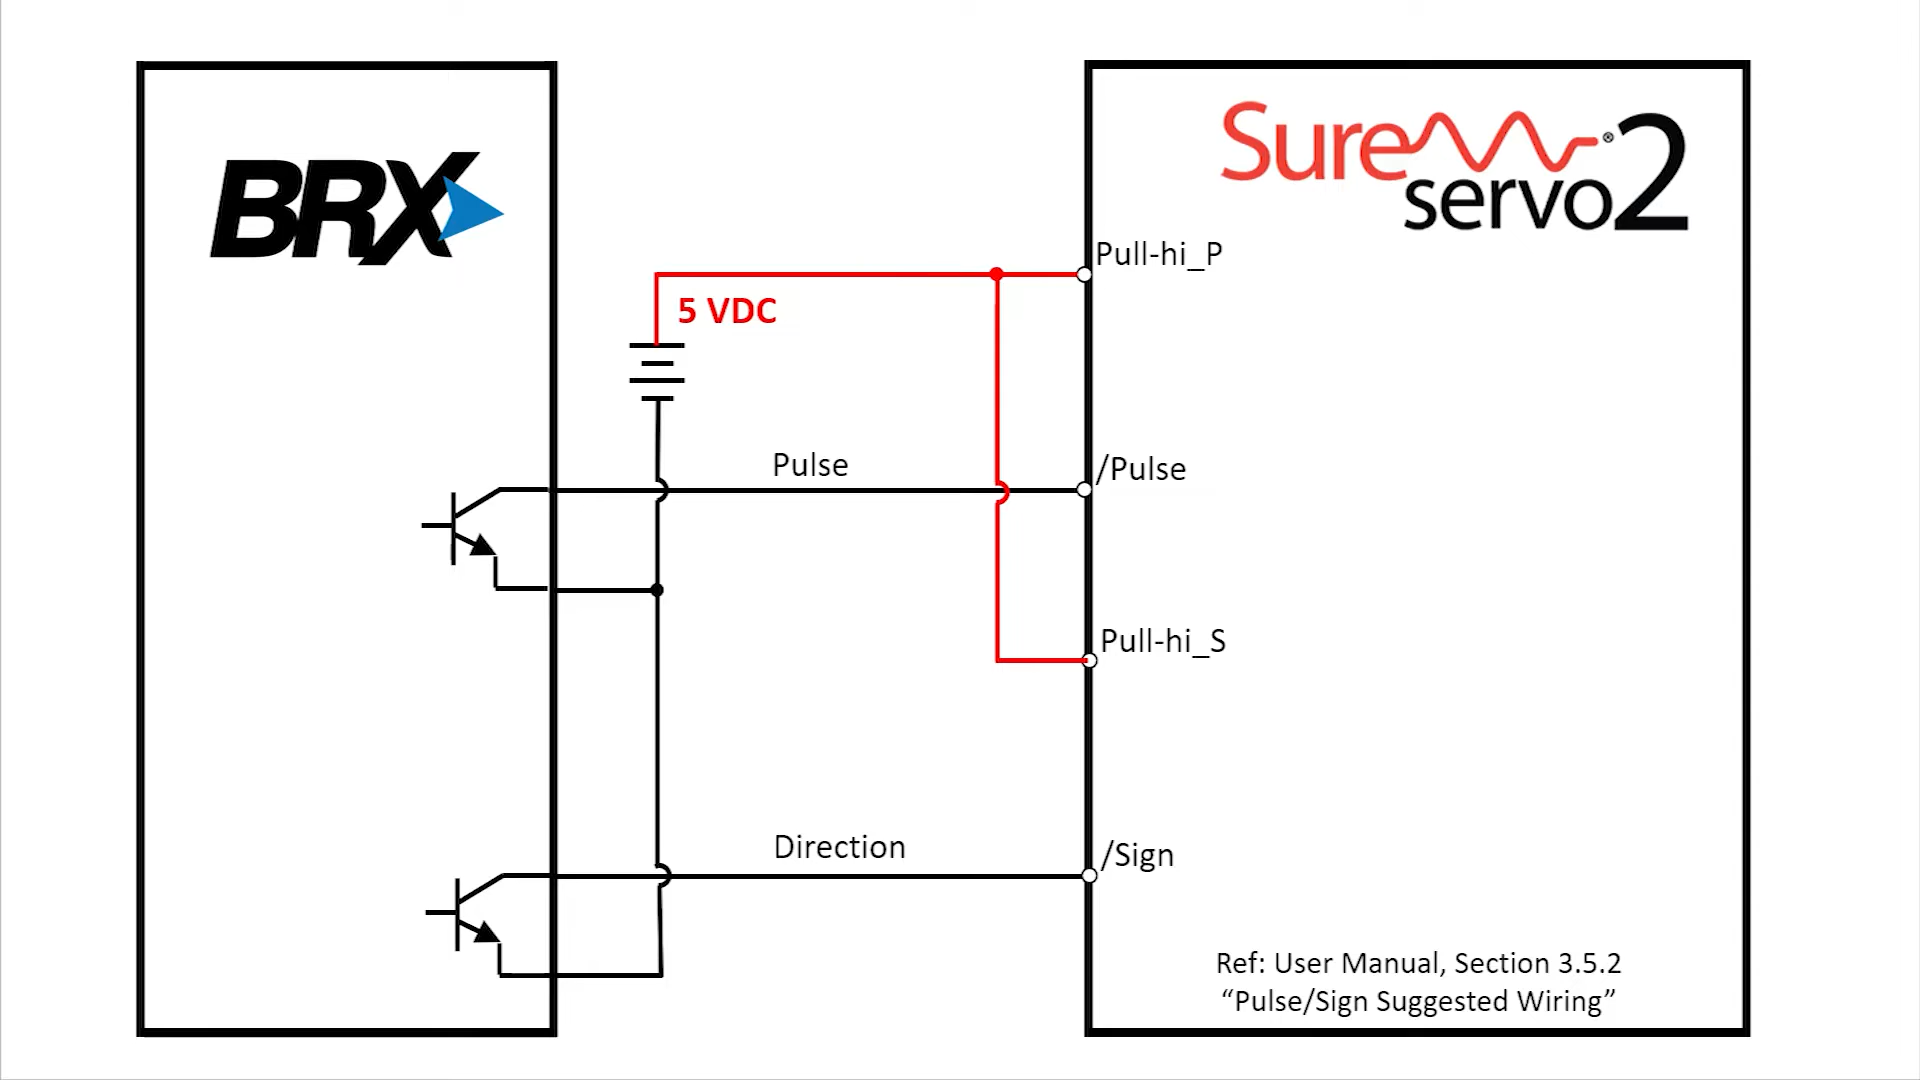 BRX
Sure
servo2
®
Pull-hi_P
5 VDC
Pulse
/Pulse
Pull-hi_S
Direction
/Sign
Ref: User Manual, Section 3.5.2
“Pulse/Sign Suggested Wiring”